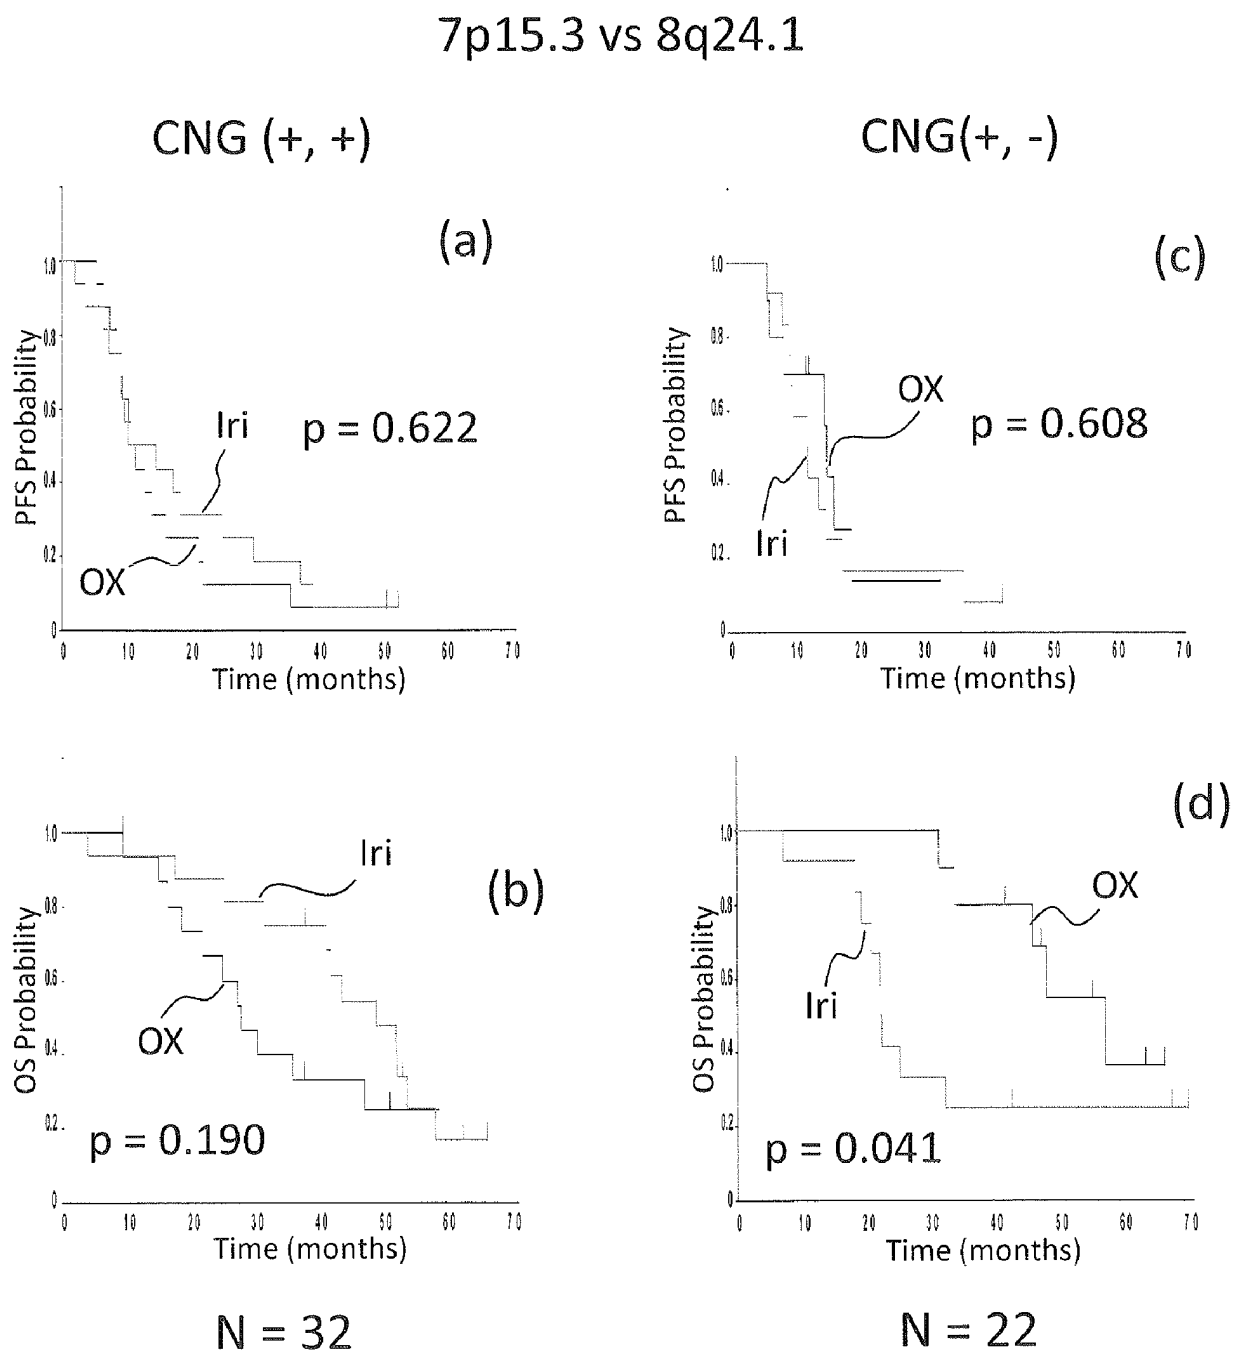 7p15.3 vs 8q24.1
CNG (+, +)
CNG(+, -)
(a)
PFS Probability
1.0
0.8
0.6
0.4
0.2
0
Iri
p = 0.622
OX
0 10 20 30 40 50 60 70
Time (months)
(c)
PFS Probability
1.0
0.8
0.6
0.4
0.2
0
OX
p = 0.608
Iri
0 10 20 30 40 50 60 70
Time (months)
(b)
OS Probability
1.0
0.8
0.6
0.4
0.2
0
Iri
OX
p = 0.190
0 10 20 30 40 50 60 70
Time (months)
N = 32
(d)
OS Probability
1.0
0.8
0.6
0.4
0.2
0
OX
Iri
p = 0.041
0 10 20 30 40 50 60 70
Time (months)
N = 22